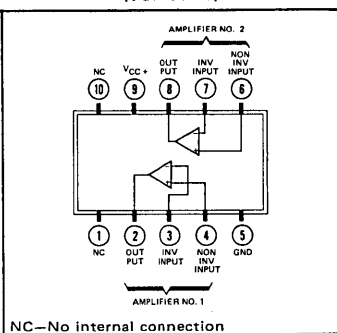 AMPLIFIER NO. 2
NC
VCC+
OUT PUT
INV INPUT
NON INV INPUT
10
9
8
7
6
1
2
3
4
5
NC
OUT PUT
INV INPUT
NON INV INPUT
GND
AMPLIFIER NO. 1
NC—No internal connection